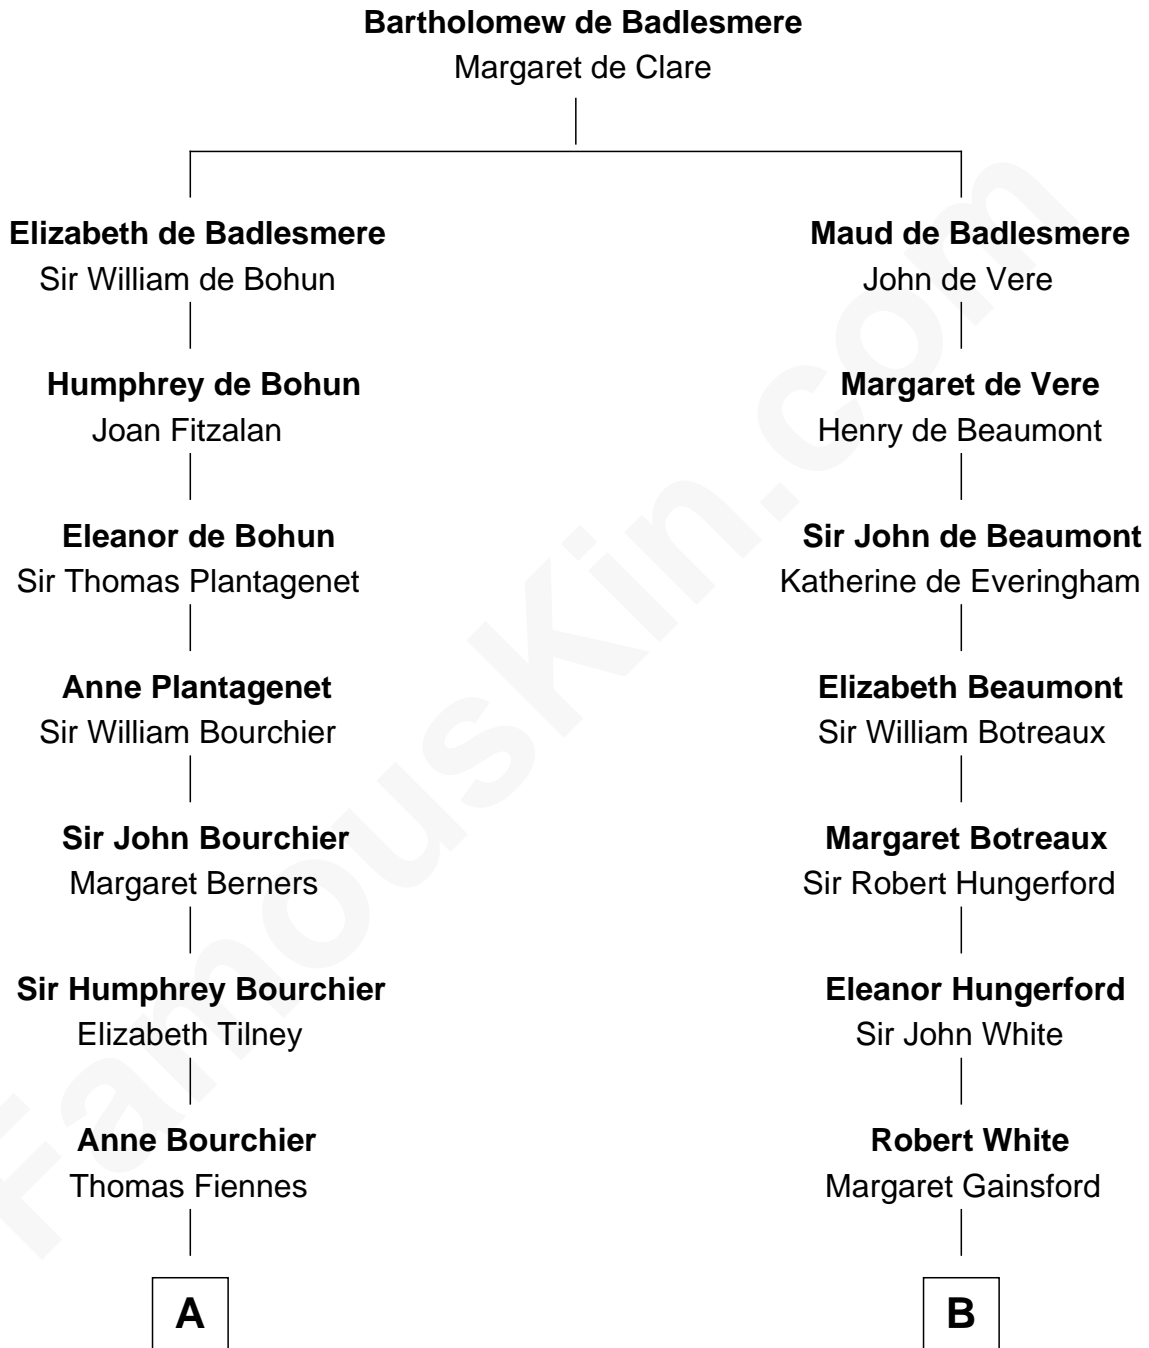 Bartholomew de Badlesmere
Margaret de Clare
Elizabeth de Badlesmere
Sir William de Bohun
Maud de Badlesmere
John de Vere
Humphrey de Bohun
Joan Fitzalan
Margaret de Vere
Henry de Beaumont
Eleanor de Bohun
Sir Thomas Plantagenet
Sir John de Beaumont
Katherine de Everingham
Anne Plantagenet
Sir William Bourchier
Elizabeth Beaumont
Sir William Botreaux
Sir John Bourchier
Margaret Berners
Margaret Botreaux
Sir Robert Hungerford
Sir Humphrey Bourchier
Elizabeth Tilney
Eleanor Hungerford
Sir John White
Anne Bourchier
Thomas Fiennes
Robert White
Margaret Gainsford
A
B
FamousKin.com